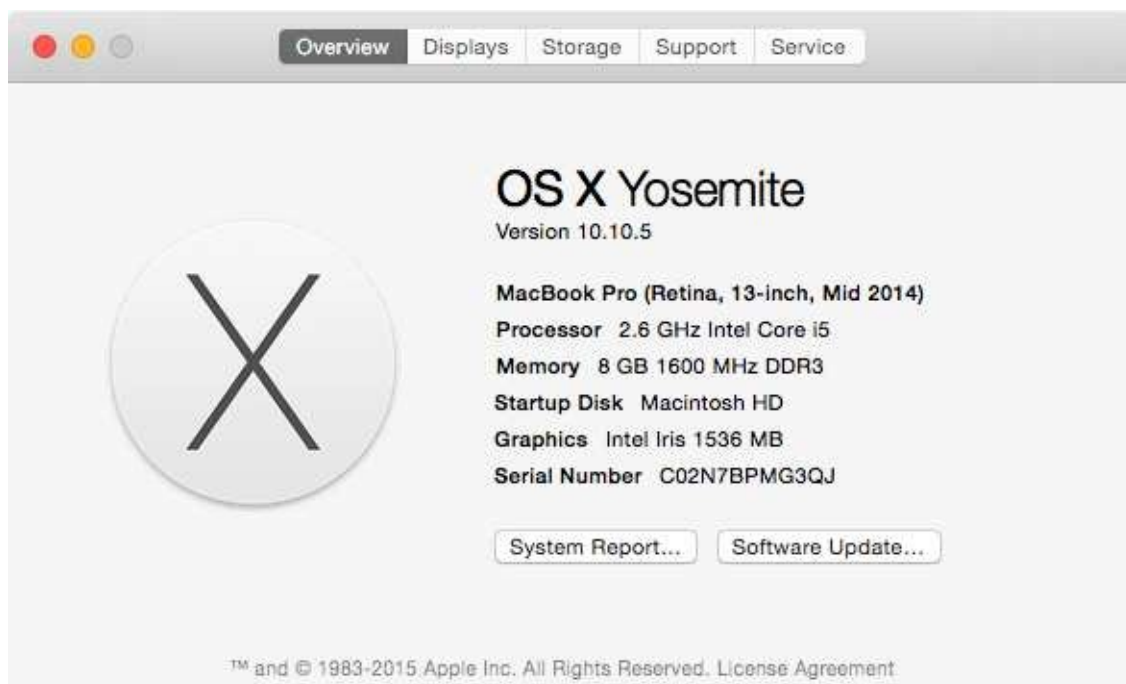 Overview Displays Storage Support Service
OS X Yosemite
Version 10.10.5
MacBook Pro (Retina, 13-inch, Mid 2014)
Processor 2.6 GHz Intel Core i5
Memory 8 GB 1600 MHz DDR3
Startup Disk Macintosh HD
Graphics Intel Iris 1536 MB
Serial Number C02N7BPMG3QJ
System Report... Software Update...
™ and © 1983-2015 Apple Inc. All Rights Reserved. License Agreement